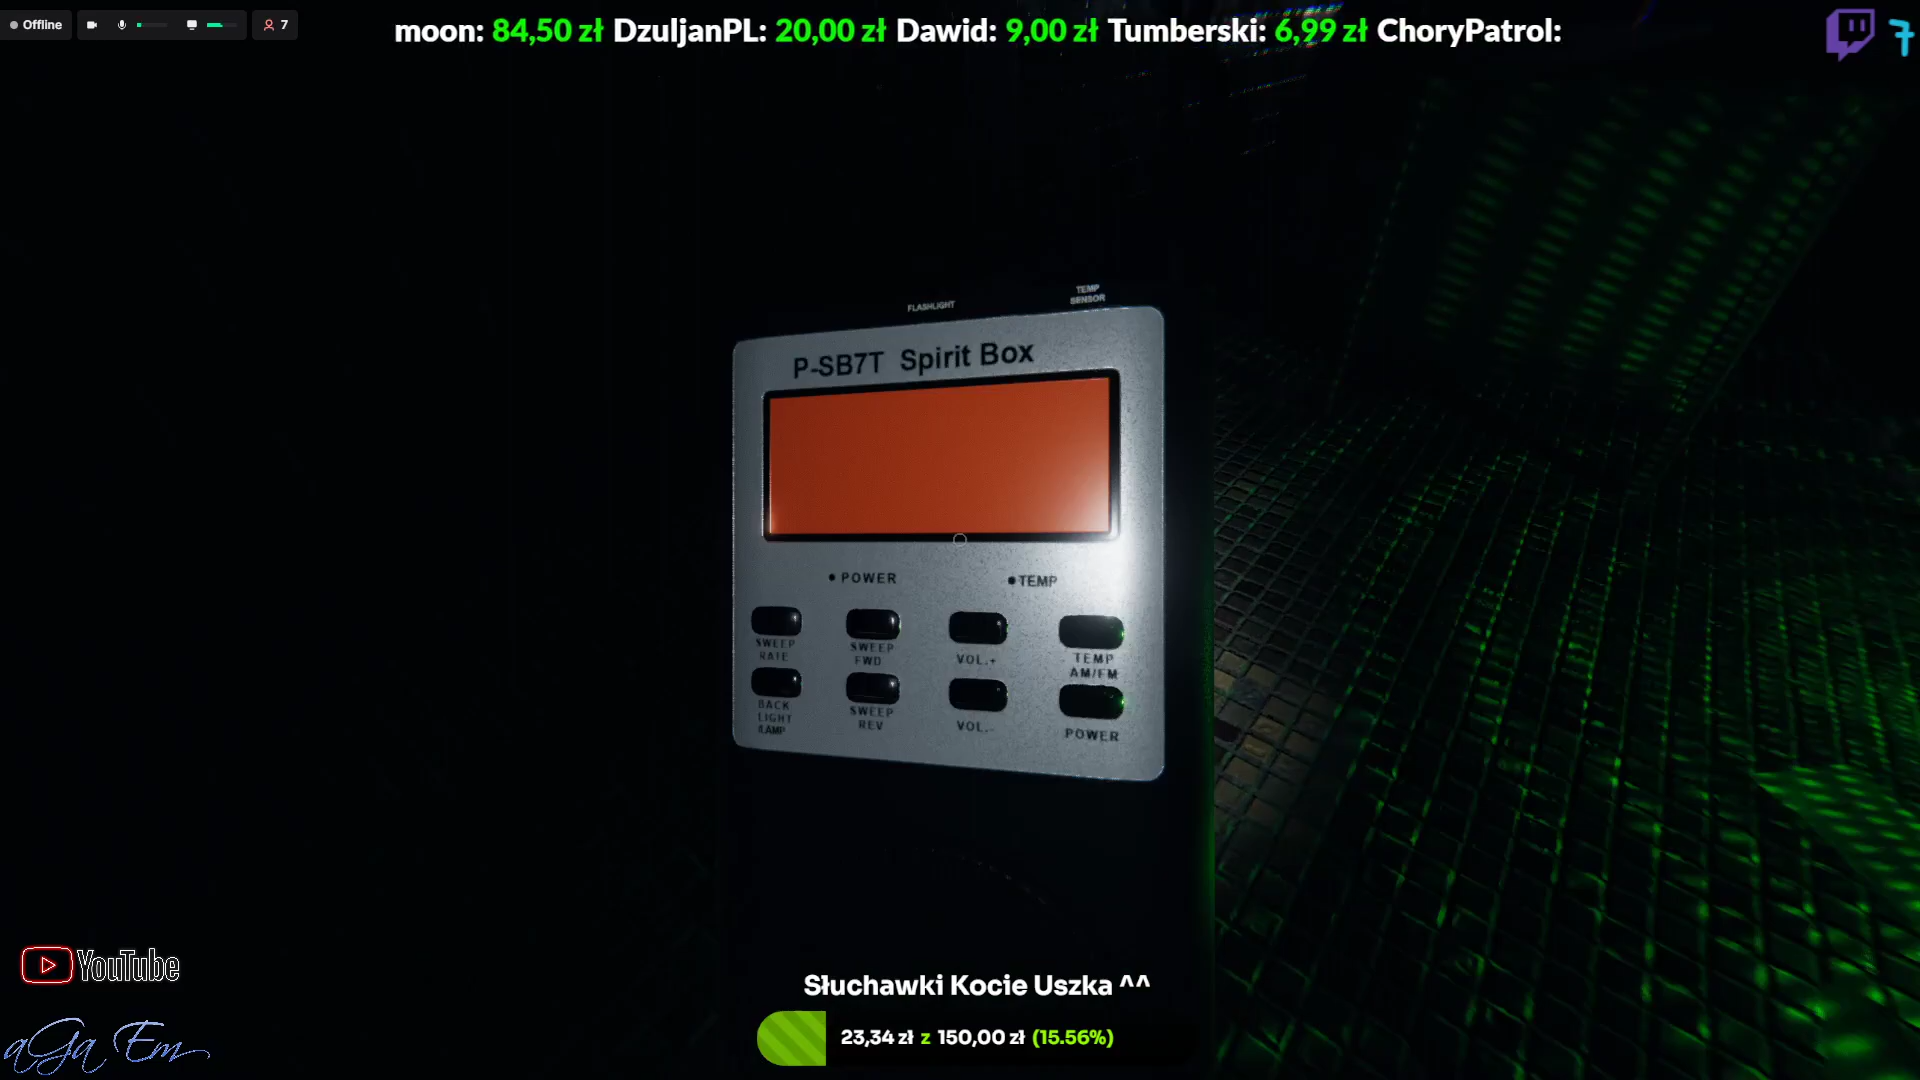 Offline
7
moon: 84,50 zł DzuljanPL: 20,00 zł Dawid: 9,00 zł Tumberski: 6,99 zł ChoryPatrol:
7
FLASHLIGHT
TEMP
SENSOR
P-SB7T Spirit Box
POWER
TEMP
SWEEP
RATE
SWEEP
FWD
VOL.+
TEMP
AM/FM
BACK
LIGHT
/LAMP
SWEEP
REV
VOL.-
POWER
YouTube
aGa Em
Słuchawki Kocie Uszka ^^
23,34 zł z 150,00 zł (15.56%)